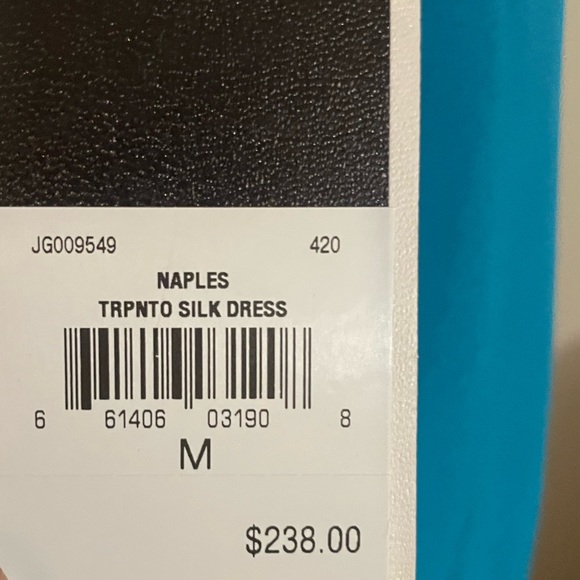 JG009549 420
NAPLES
TRPNTO SILK DRESS
6 61406 03190 8
M
$238.00